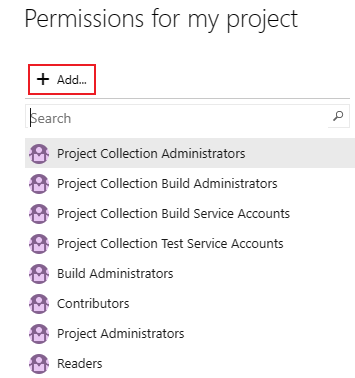 Permissions for my project
+ Add...
Search
Project Collection Administrators
Project Collection Build Administrators
Project Collection Build Service Accounts
Project Collection Test Service Accounts
Build Administrators
Contributors
Project Administrators
Readers